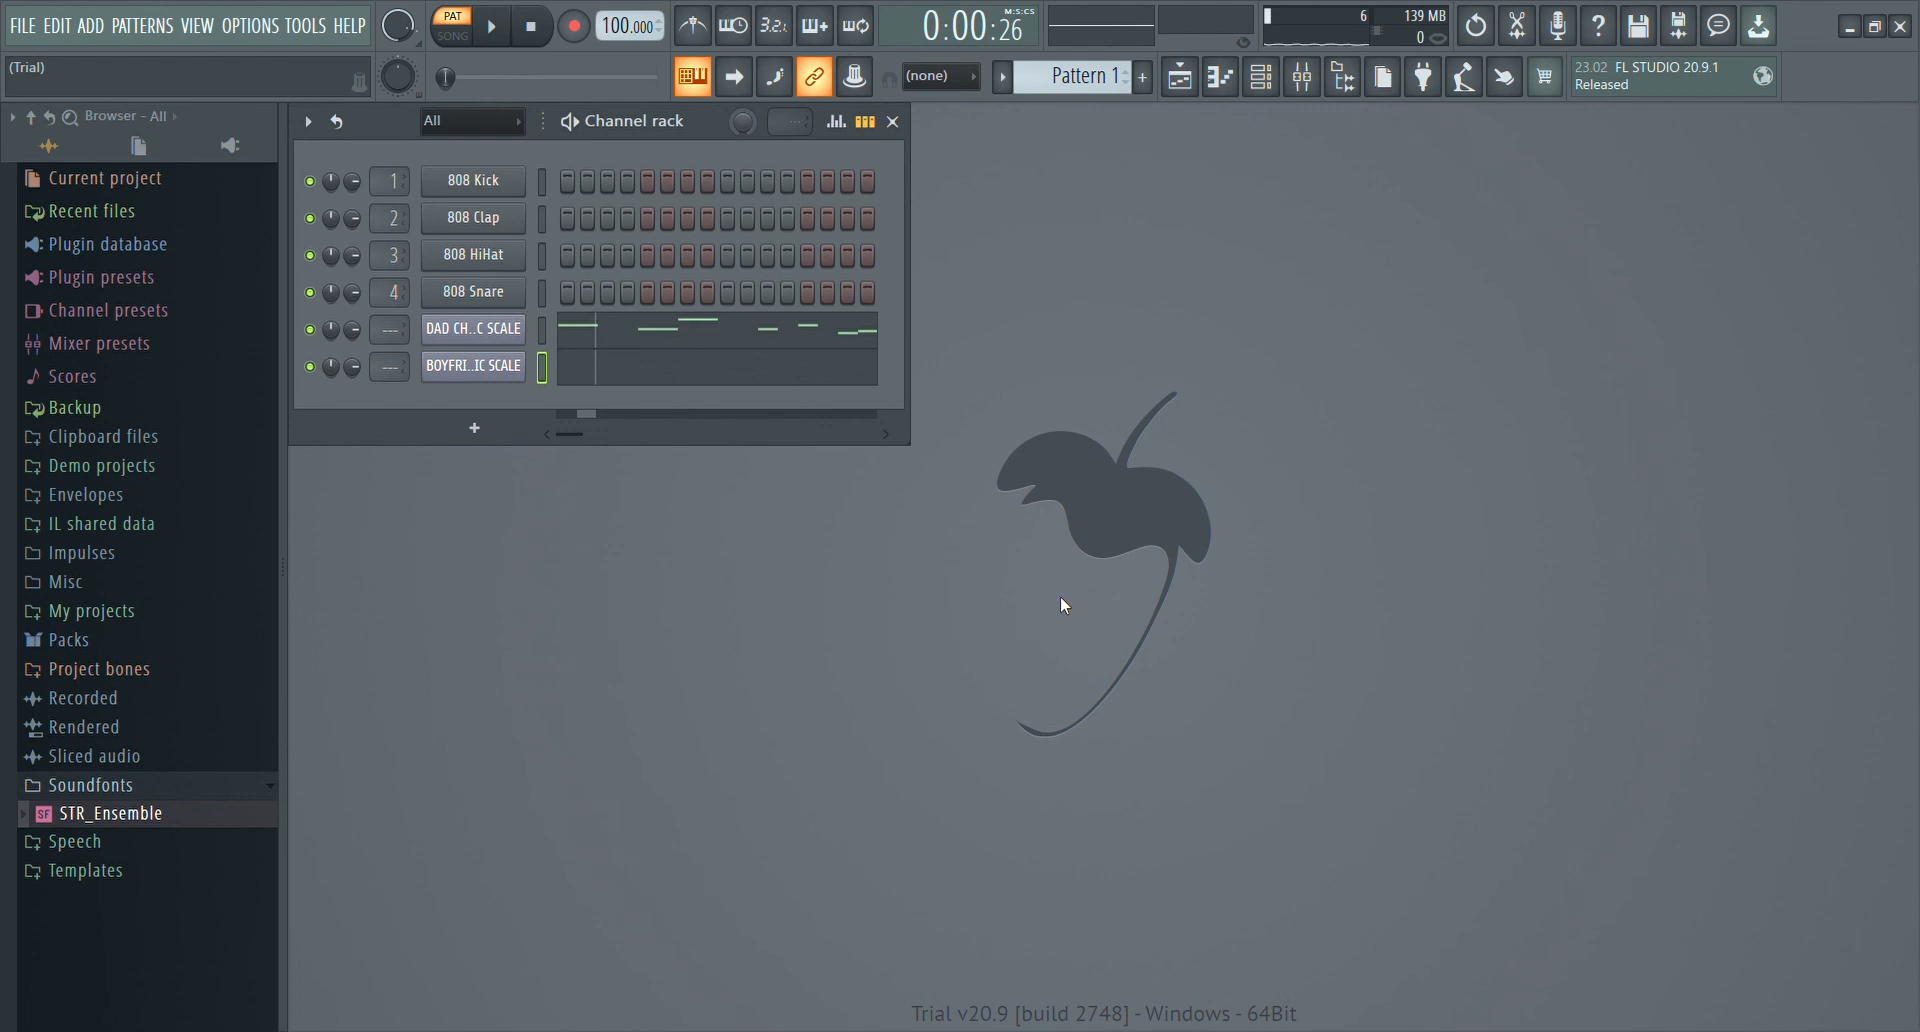 FILE EDIT ADD PATTERNS VIEW OPTIONS TOOLS HELP
PAT
SONG
100.000
3.2.
0:00:26
M:S:CS
6
139 MB
0
(Trial)
(none)
Pattern 1
+
23.02 FL STUDIO 20.9.1
Released
Browser - All
All
Channel rack
Current project
Recent files
Plugin database
Plugin presets
Channel presets
Mixer presets
Scores
Backup
Clipboard files
Demo projects
Envelopes
IL shared data
Impulses
Misc
My projects
Packs
Project bones
Recorded
Rendered
Sliced audio
Soundfonts
SF STR_Ensemble
Speech
Templates
1 808 Kick
2 808 Clap
3 808 HiHat
4 808 Snare
--- DAD CH..C SCALE
--- BOYFRI..IC SCALE
+
Trial v20.9 [build 2748] - Windows - 64Bit